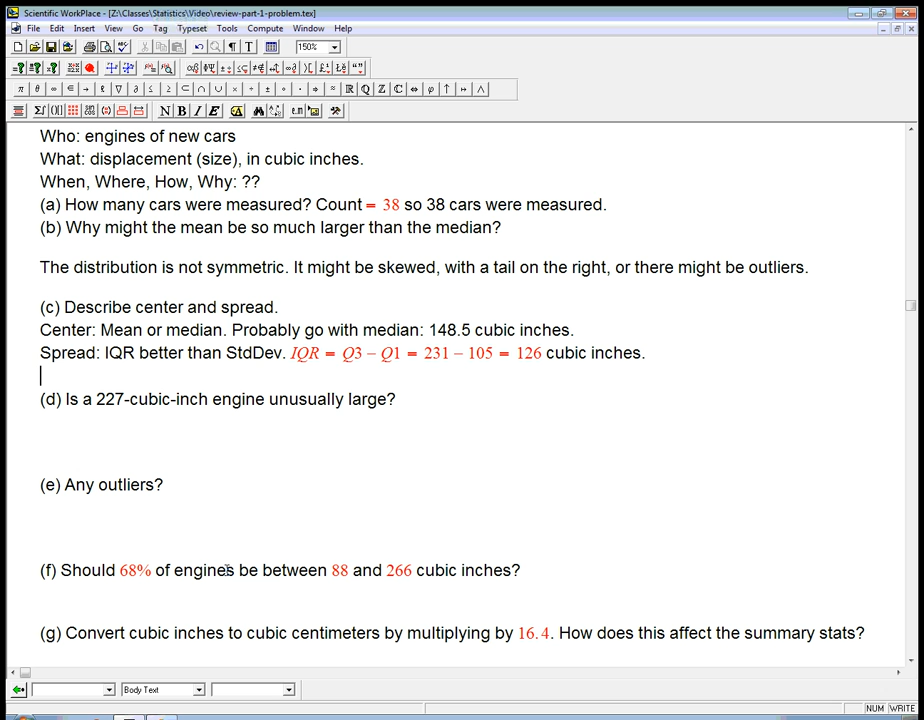 Scientific WorkPlace - [Z:\Classes\Statistics\Video\review-part-1-problem.tex]
File Edit Insert View Go Tag Typeset Tools Compute Window Help
150%
Who: engines of new cars
What: displacement (size), in cubic inches.
When, Where, How, Why: ??
(a) How many cars were measured? Count = 38 so 38 cars were measured.
(b) Why might the mean be so much larger than the median?
The distribution is not symmetric. It might be skewed, with a tail on the right, or there might be outliers.
(c) Describe center and spread.
Center: Mean or median. Probably go with median: 148.5 cubic inches.
Spread: IQR better than StdDev. IQR = Q3 − Q1 = 231 − 105 = 126 cubic inches.
(d) Is a 227-cubic-inch engine unusually large?
(e) Any outliers?
(f) Should 68% of engines be between 88 and 266 cubic inches?
(g) Convert cubic inches to cubic centimeters by multiplying by 16.4. How does this affect the summary stats?
Body Text
NUM WRITE